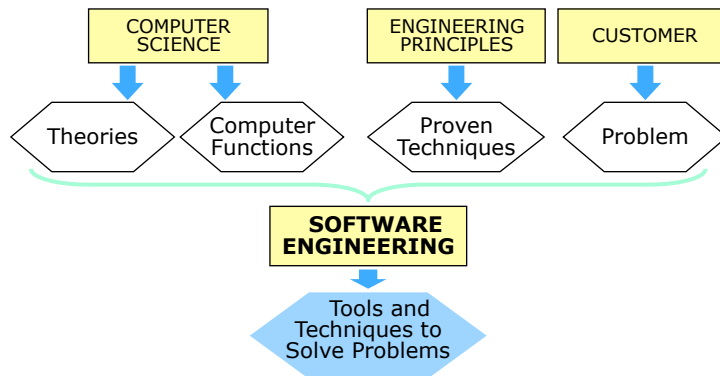 COMPUTER
SCIENCE
ENGINEERING
PRINCIPLES
CUSTOMER
Theories
Computer
Functions
Proven
Techniques
Problem
SOFTWARE
ENGINEERING
Tools and
Techniques to
Solve Problems